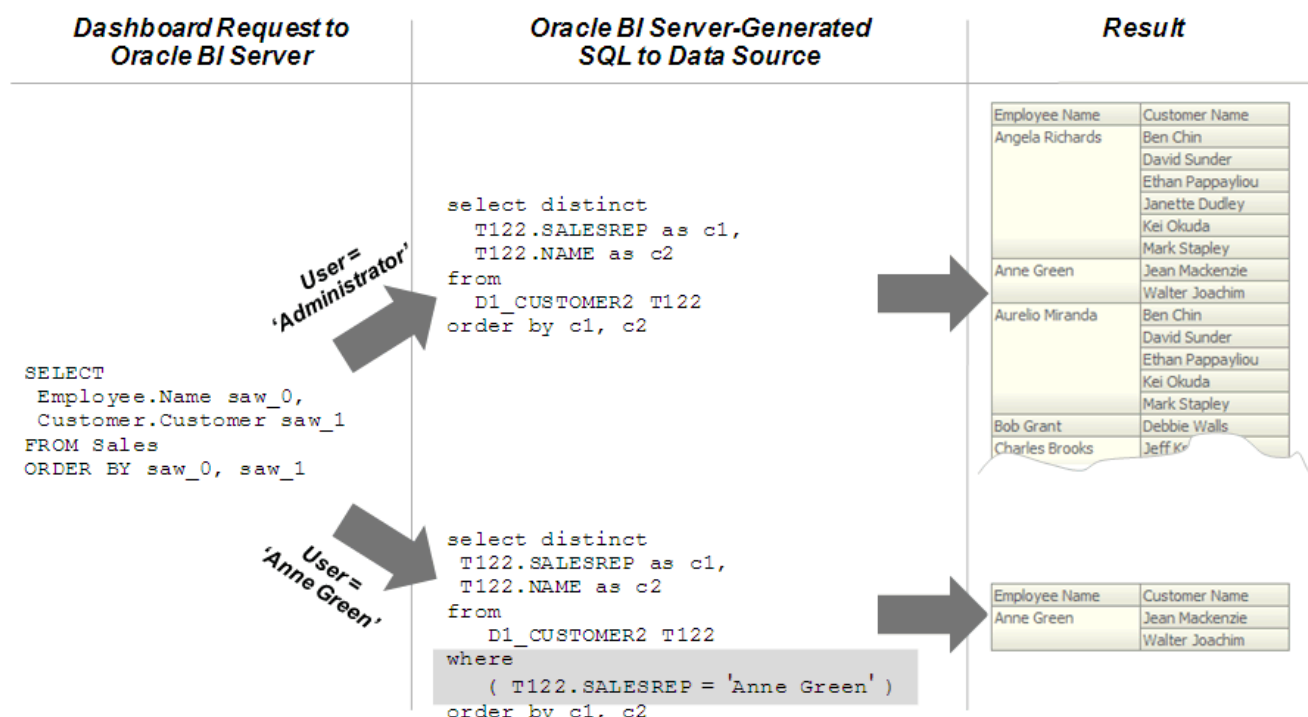 Dashboard Request to
Oracle BI Server
Oracle BI Server-Generated
SQL to Data Source
Result
SELECT
Employee.Name saw_0,
Customer.Customer saw_1
FROM Sales
ORDER BY saw_0, saw_1
User=
‘Administrator’
select distinct
T122.SALESREP as c1,
T122.NAME as c2
from
D1_CUSTOMER2 T122
order by c1, c2
Employee Name Customer Name
Angela Richards Ben Chin
David Sunder
Ethan Pappayliou
Janette Dudley
Kei Okuda
Mark Stapley
Anne Green Jean Mackenzie
Walter Joachim
Aurelio Miranda Ben Chin
David Sunder
Ethan Pappayliou
Kei Okuda
Mark Stapley
Bob Grant Debbie Walls
Charles Brooks Jeff
User=
‘Anne Green’
select distinct
T122.SALESREP as c1,
T122.NAME as c2
from
D1_CUSTOMER2 T122
where
( T122.SALESREP = 'Anne Green' )
order by c1, c2
Employee Name Customer Name
Anne Green Jean Mackenzie
Walter Joachim